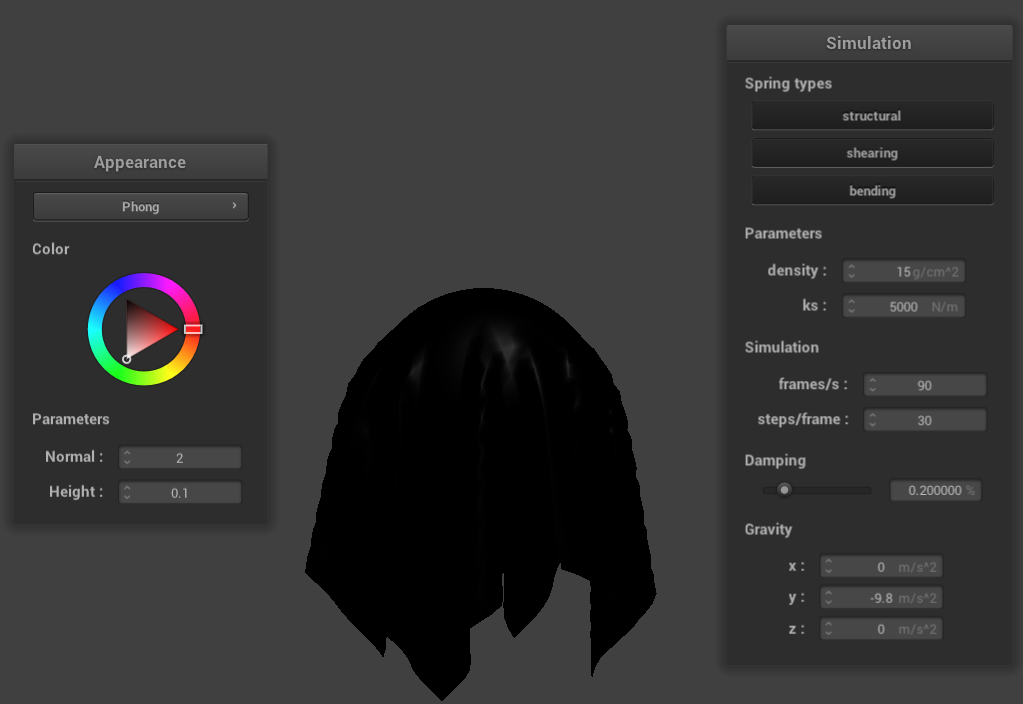 Appearance
Phong
Color
Parameters
Normal : 2
Height : 0.1
Simulation
Spring types
structural
shearing
bending
Parameters
density : 15 g/cm^2
ks : 5000 N/m
Simulation
frames/s : 90
steps/frame : 30
Damping
0.200000 %
Gravity
x : 0 m/s^2
y : -9.8 m/s^2
z : 0 m/s^2